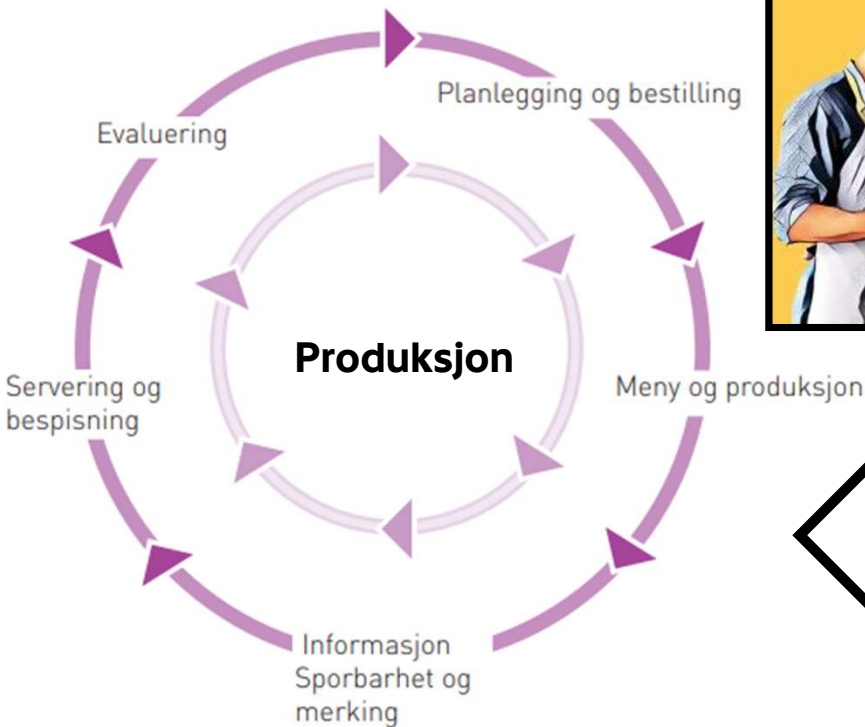 Planlegging og bestilling
Evaluering
Produksjon
Servering og
bespisning
Meny og produksjon
Informasjon
Sporbarhet og
merking